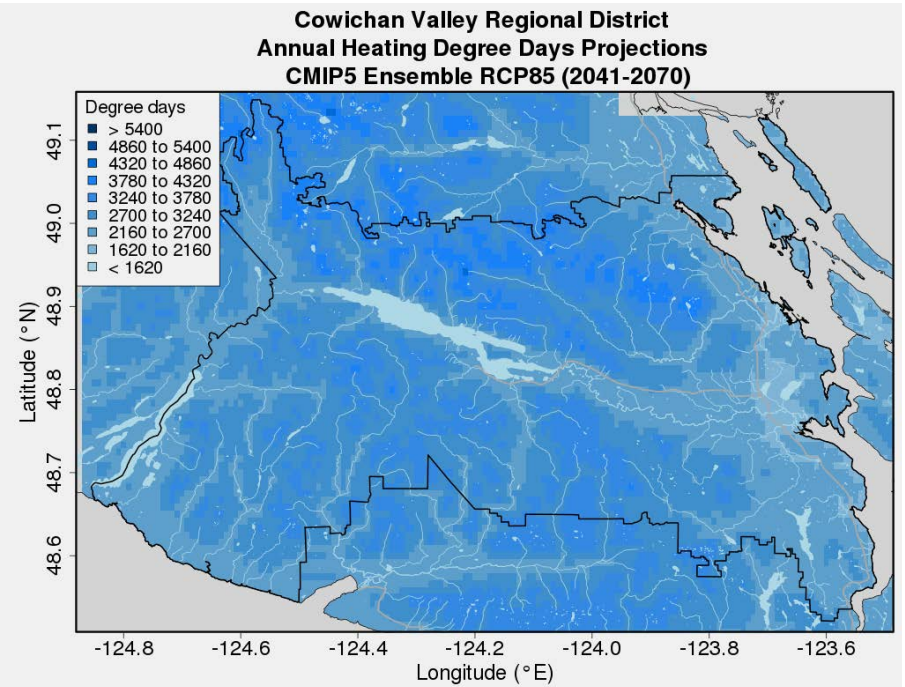 Cowichan Valley Regional District
Annual Heating Degree Days Projections
CMIP5 Ensemble RCP85 (2041-2070)
Degree days
> 5400
4860 to 5400
4320 to 4860
3780 to 4320
3240 to 3780
2700 to 3240
2160 to 2700
1620 to 2160
< 1620
Latitude (°N)
49.1
49.0
48.9
48.8
48.7
48.6
-124.8 -124.6 -124.4 -124.2 -124.0 -123.8 -123.6
Longitude (°E)